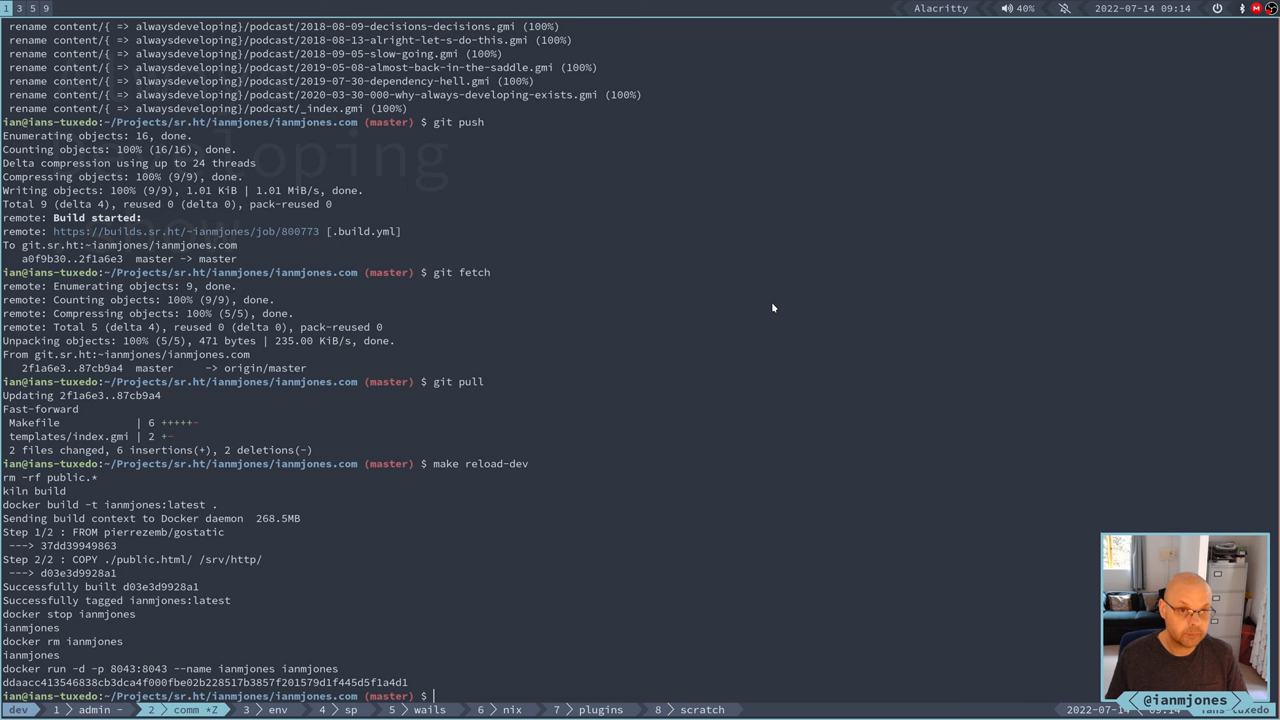 1 3 5 9
Alacritty 40% 2022-07-14 09:14
rename content/{ => alwaysdeveloping}/podcast/2018-08-09-decisions-decisions.gmi (100%)
rename content/{ => alwaysdeveloping}/podcast/2018-08-13-alright-let-s-do-this.gmi (100%)
rename content/{ => alwaysdeveloping}/podcast/2018-09-05-slow-going.gmi (100%)
rename content/{ => alwaysdeveloping}/podcast/2019-05-08-almost-back-in-the-saddle.gmi (100%)
rename content/{ => alwaysdeveloping}/podcast/2019-07-30-dependency-hell.gmi (100%)
rename content/{ => alwaysdeveloping}/podcast/2020-03-30-000-why-always-developing-exists.gmi (100%)
rename content/{ => alwaysdeveloping}/podcast/_index.gmi (100%)
ian@ians-tuxedo:~/Projects/sr.ht/ianmjones/ianmjones.com (master) $ git push
Enumerating objects: 16, done.
Counting objects: 100% (16/16), done.
Delta compression using up to 24 threads
Compressing objects: 100% (9/9), done.
Writing objects: 100% (9/9), 1.01 KiB | 1.01 MiB/s, done.
Total 9 (delta 4), reused 0 (delta 0), pack-reused 0
remote: Build started:
remote: https://builds.sr.ht/~ianmjones/job/800773 [.build.yml]
To git.sr.ht:~ianmjones/ianmjones.com
a0f9b30..2f1a6e3 master -> master
ian@ians-tuxedo:~/Projects/sr.ht/ianmjones/ianmjones.com (master) $ git fetch
remote: Enumerating objects: 9, done.
remote: Counting objects: 100% (9/9), done.
remote: Compressing objects: 100% (5/5), done.
remote: Total 5 (delta 4), reused 0 (delta 0), pack-reused 0
Unpacking objects: 100% (5/5), 471 bytes | 235.00 KiB/s, done.
From git.sr.ht:~ianmjones/ianmjones.com
2f1a6e3..87cb9a4 master -> origin/master
ian@ians-tuxedo:~/Projects/sr.ht/ianmjones/ianmjones.com (master) $ git pull
Updating 2f1a6e3..87cb9a4
Fast-forward
Makefile | 6 +++++-
templates/index.gmi | 2 +-
2 files changed, 6 insertions(+), 2 deletions(-)
ian@ians-tuxedo:~/Projects/sr.ht/ianmjones/ianmjones.com (master) $ make reload-dev
rm -rf public.*
kiln build
docker build -t ianmjones:latest .
Sending build context to Docker daemon 268.5MB
Step 1/2 : FROM pierrezemb/gostatic
---> 37dd39949863
Step 2/2 : COPY ./public.html/ /srv/http/
---> d03e3d9928a1
Successfully built d03e3d9928a1
Successfully tagged ianmjones:latest
docker stop ianmjones
ianmjones
docker rm ianmjones
ianmjones
docker run -d -p 8043:8043 --name ianmjones ianmjones
ddaacc413546838cb3dca4f000fbe02b228517b3857f201579d1f445d5f1a4d1
ian@ians-tuxedo:~/Projects/sr.ht/ianmjones/ianmjones.com (master) $
dev 1 admin - 2 comm *Z 3 env 4 sp 5 wails 6 nix 7 plugins 8 scratch 2022-07-14
@ianmjones